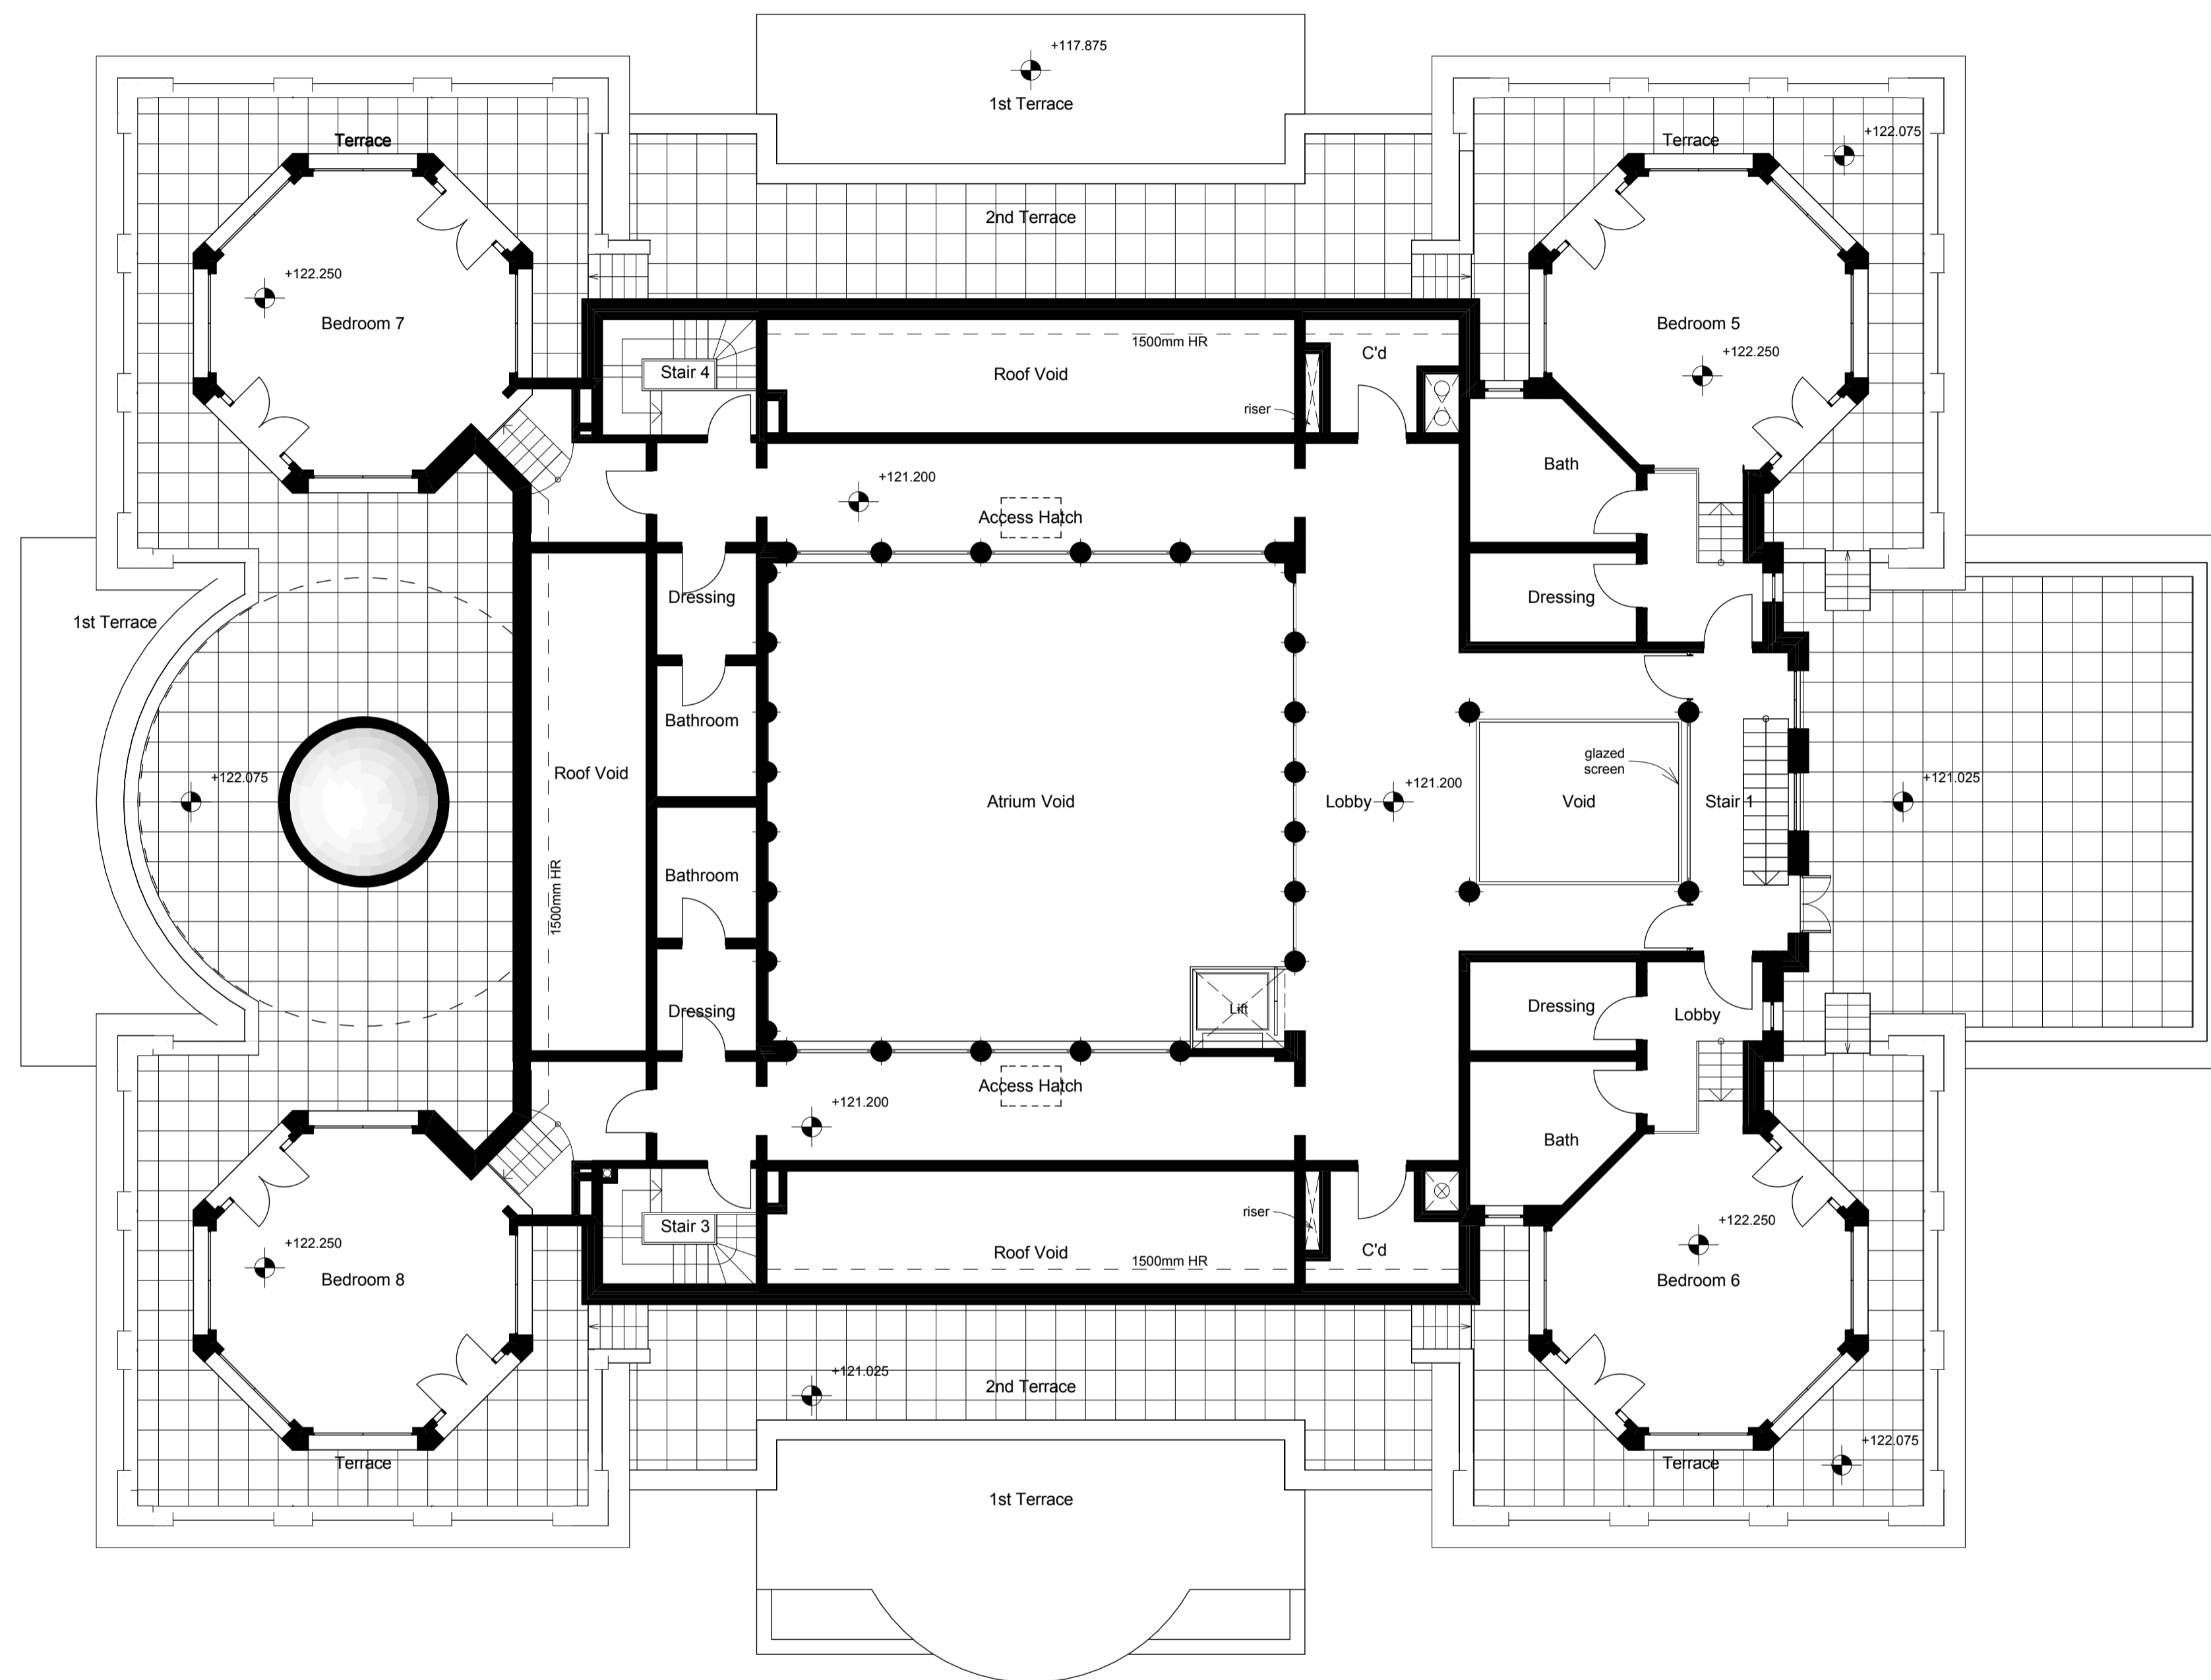 +117.875
1st Terrace
Terrace
Terrace
+122.075
2nd Terrace
+122.250
Bedroom 7
Bedroom 5
+122.250
1500mm HR
C'd
Stair 4
Roof Void
riser
Bath
+121.200
Access Hatch
Dressing
Dressing
1st Terrace
Bathroom
glazed
screen
+122.075
Roof Void
Atrium Void
Lobby
+121.200
Void
Stair 1
+121.025
1500mm HR
Bathroom
Dressing
Lift
Dressing
Lobby
Access Hatch
+121.200
Bath
Stair 3
riser
+122.250
Bedroom 8
Roof Void
1500mm HR
C'd
+122.250
Bedroom 6
+121.025
2nd Terrace
Terrace
Terrace
+122.075
1st Terrace